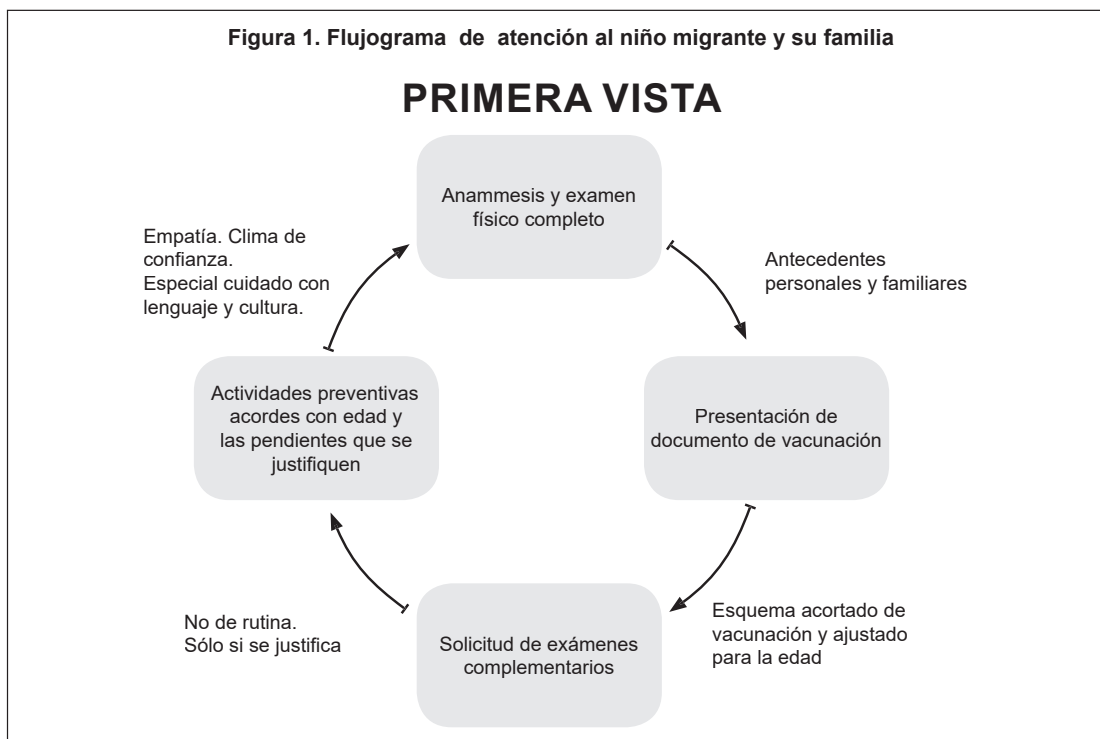 Figura 1. Flujograma de atención al niño migrante y su familia
PRIMERA VISTA
Anammesis y examen
físico completo
Antecedentes
personales y familiares
Presentación de
documento de vacunación
Esquema acortado de
vacunación y ajustado
para la edad
Solicitud de exámenes
complementarios
No de rutina.
Sólo si se justifica
Actividades preventivas
acordes con edad y
las pendientes que se
justifiquen
Empatía. Clima de
confianza.
Especial cuidado con
lenguaje y cultura.